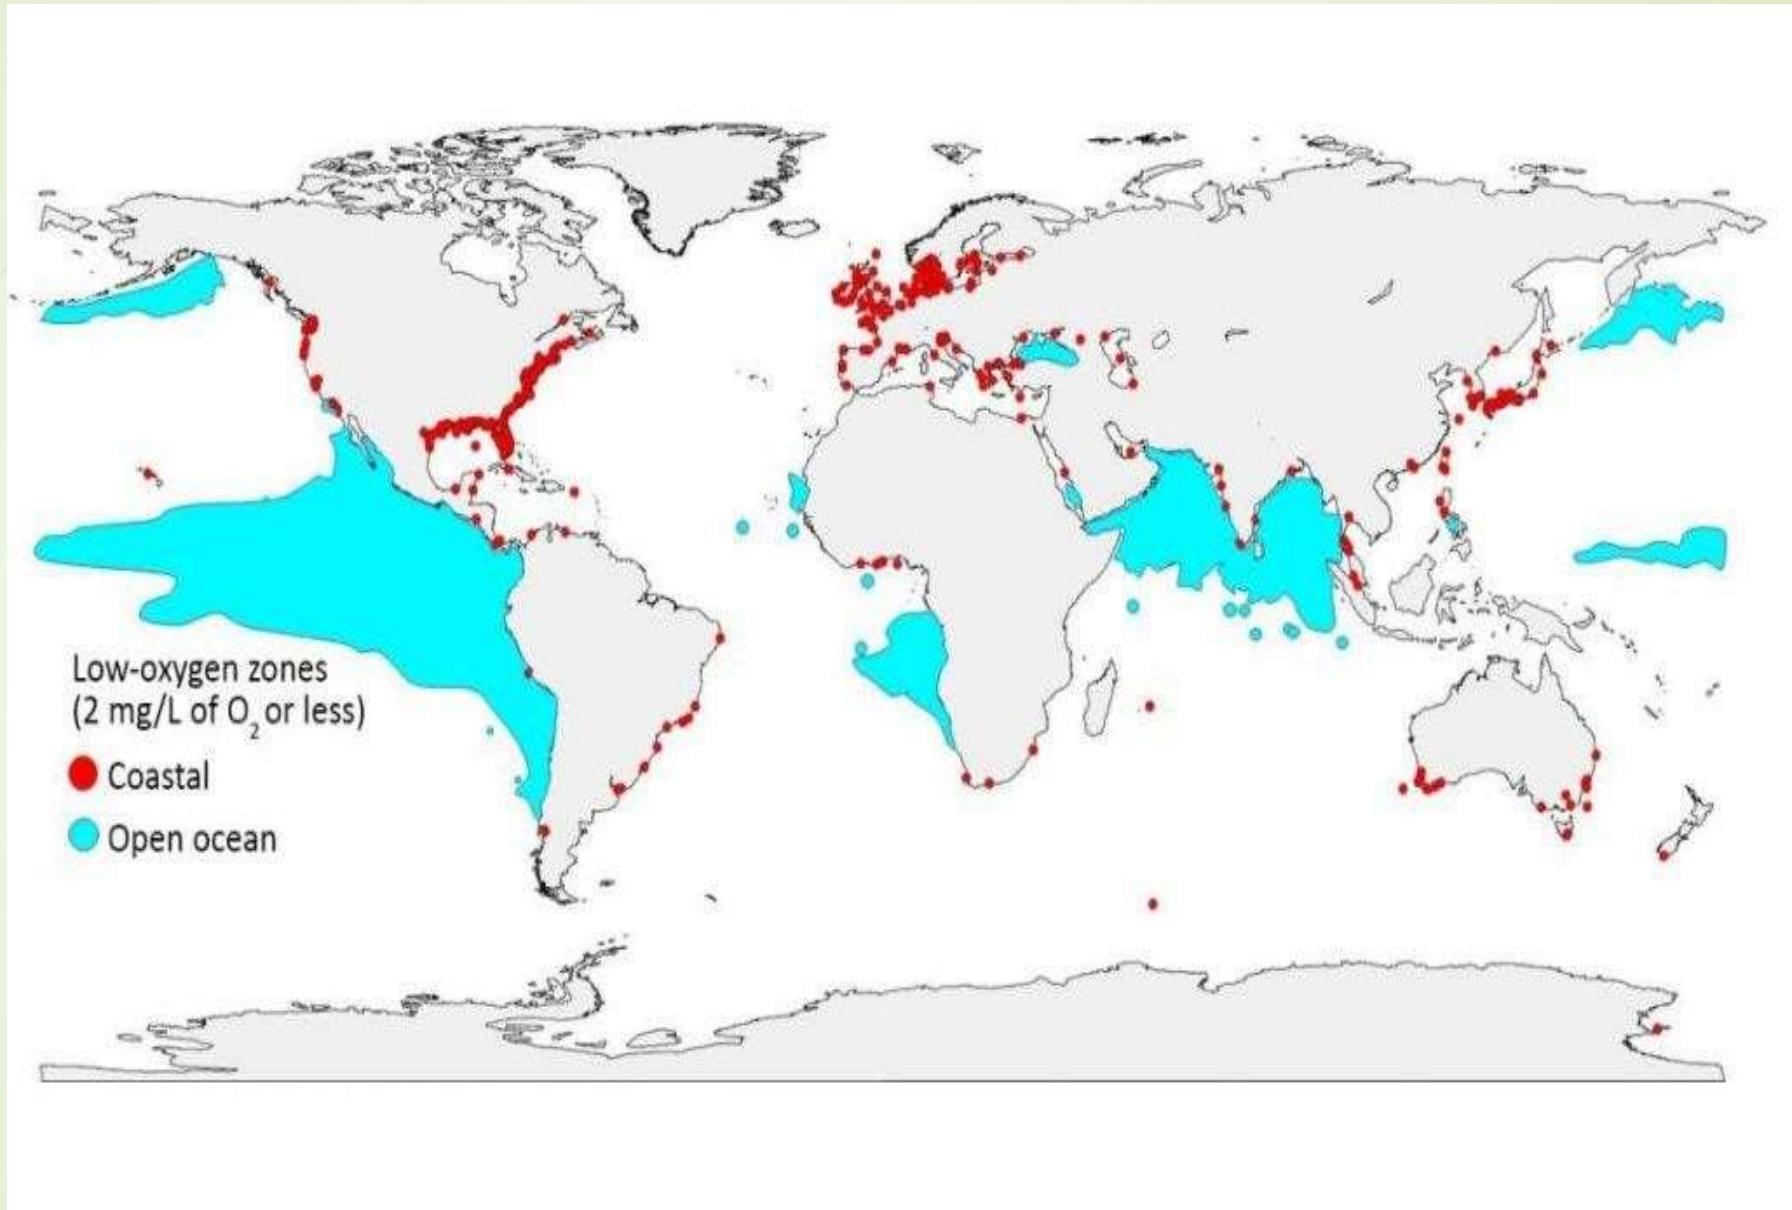 Low-oxygen zones
(2 mg/L of O₂ or less)
Coastal
Open ocean